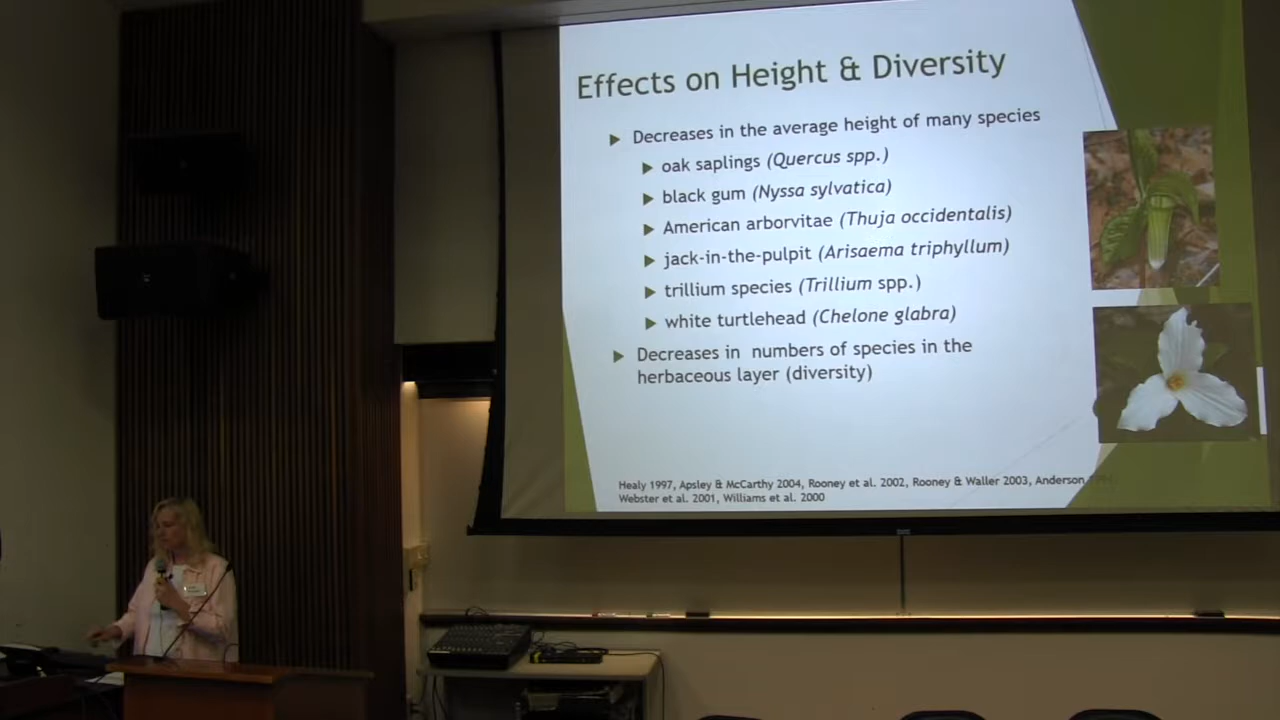 Effects on Height & Diversity
Decreases in the average height of many species
oak saplings (Quercus spp.)
black gum (Nyssa sylvatica)
American arborvitae (Thuja occidentalis)
jack-in-the-pulpit (Arisaema triphyllum)
trillium species (Trillium spp.)
white turtlehead (Chelone glabra)
Decreases in numbers of species in the
herbaceous layer (diversity)
Healy 1997, Apsley & McCarthy 2004, Rooney et al. 2002, Rooney & Waller 2003, Anderson
Webster et al. 2001, Williams et al. 2000